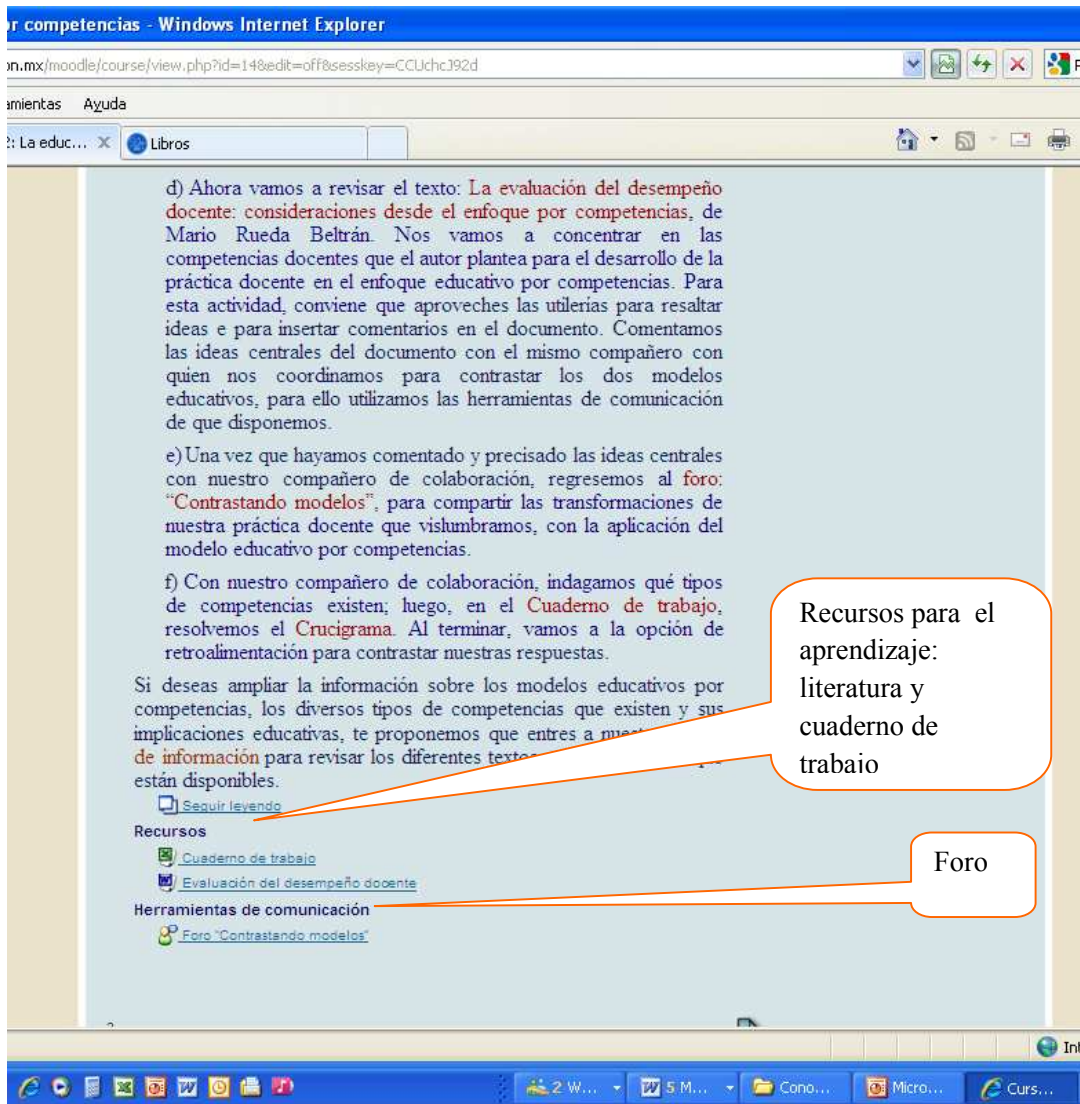 or competencias - Windows Internet Explorer
on.mx/moodle/course/view.php?id=14&edit=off&sesskey=CCUchcJ92d
amientas Ayuda
2: La educ... Libros
d) Ahora vamos a revisar el texto: La evaluación del desempeño
docente: consideraciones desde el enfoque por competencias, de
Mario Rueda Beltrán. Nos vamos a concentrar en las
competencias docentes que el autor plantea para el desarrollo de la
práctica docente en el enfoque educativo por competencias. Para
esta actividad, conviene que aproveches las utilerías para resaltar
ideas e para insertar comentarios en el documento. Comentamos
las ideas centrales del documento con el mismo compañero con
quien nos coordinamos para contrastar los dos modelos
educativos, para ello utilizamos las herramientas de comunicación
de que disponemos.
e) Una vez que hayamos comentado y precisado las ideas centrales
con nuestro compañero de colaboración, regresemos al foro:
“Contrastando modelos”, para compartir las transformaciones de
nuestra práctica docente que vislumbramos, con la aplicación del
modelo educativo por competencias.
f) Con nuestro compañero de colaboración, indagamos qué tipos
de competencias existen; luego, en el Cuaderno de trabajo,
resolvemos el Crucigrama. Al terminar, vamos a la opción de
retroalimentación para contrastar nuestras respuestas.
Si deseas ampliar la información sobre los modelos educativos por
competencias, los diversos tipos de competencias que existen y sus
implicaciones educativas, te proponemos que entres a
de información para revisar los diferentes
están disponibles.
Seguir leyendo
Recursos
Cuaderno de trabajo
Evaluación del desempeño docente
Herramientas de comunicación
Foro "Contrastando modelos"
Recursos para el
aprendizaje:
literatura y
cuaderno de
trabajo
Foro
2 W... 5 M... Cono... Micro... Curs...